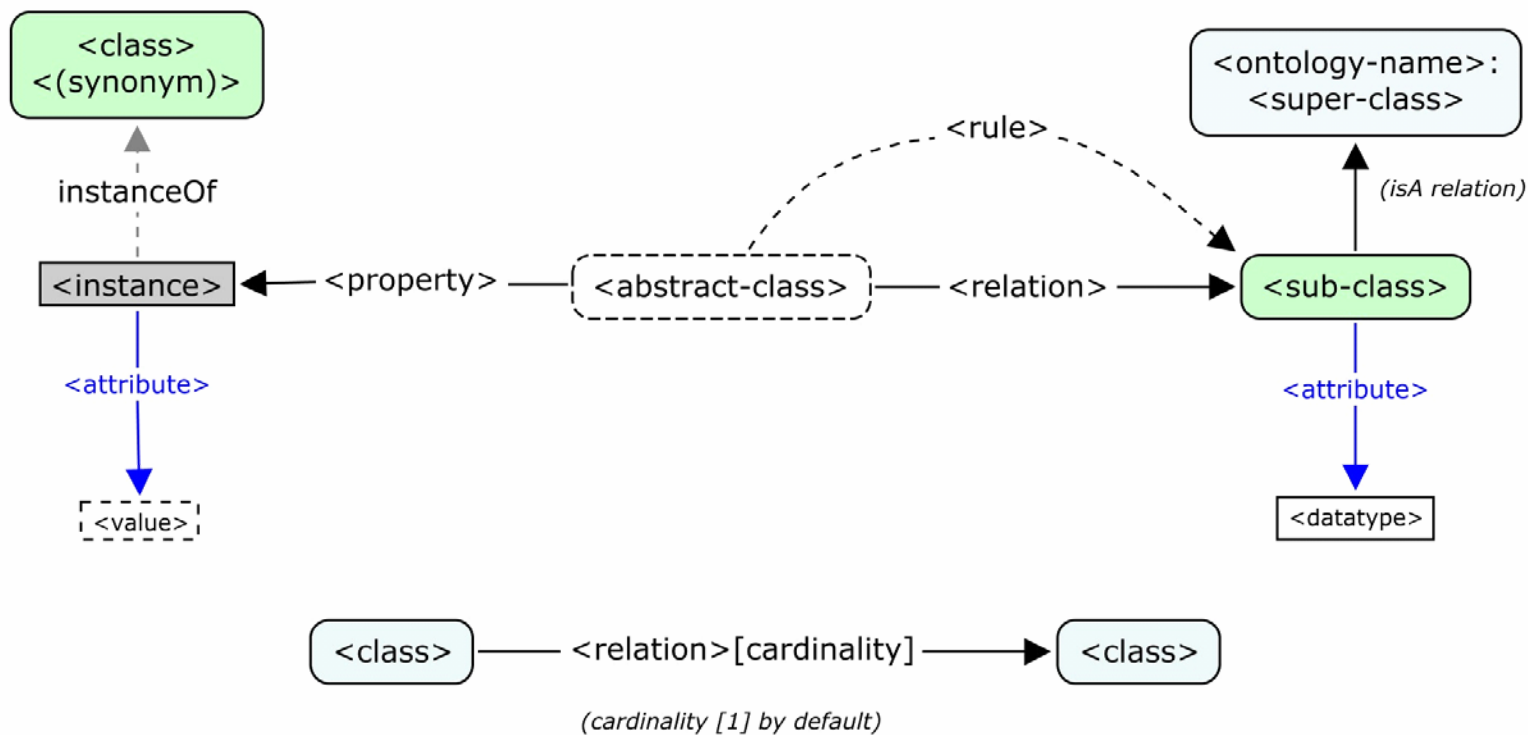 <class>
<(synonym)>
<ontology-name>:
<super-class>
<rule>
instanceOf
(isA relation)
<instance>
<property>
<abstract-class>
<relation>
<sub-class>
<attribute>
<attribute>
<value>
<datatype>
<class>
<relation>[cardinality]
<class>
(cardinality [1] by default)